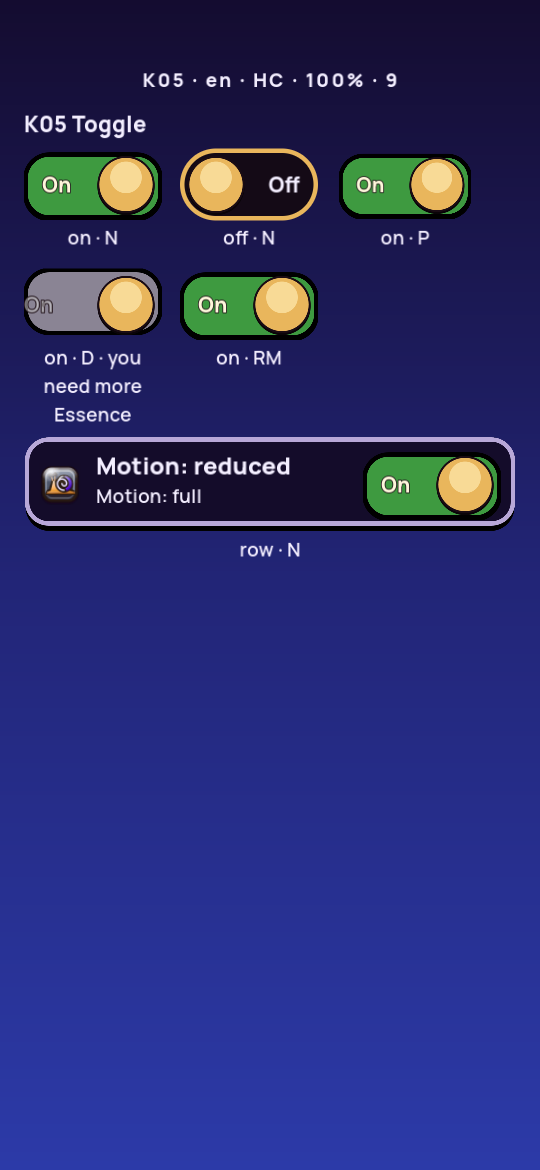 K05 · en · HC · 100% · 9
K05 Toggle
On
Off
On
on · N
off · N
on · P
On
On
on · D · you
need more
Essence
on · RM
Motion: reduced
Motion: full
On
row · N